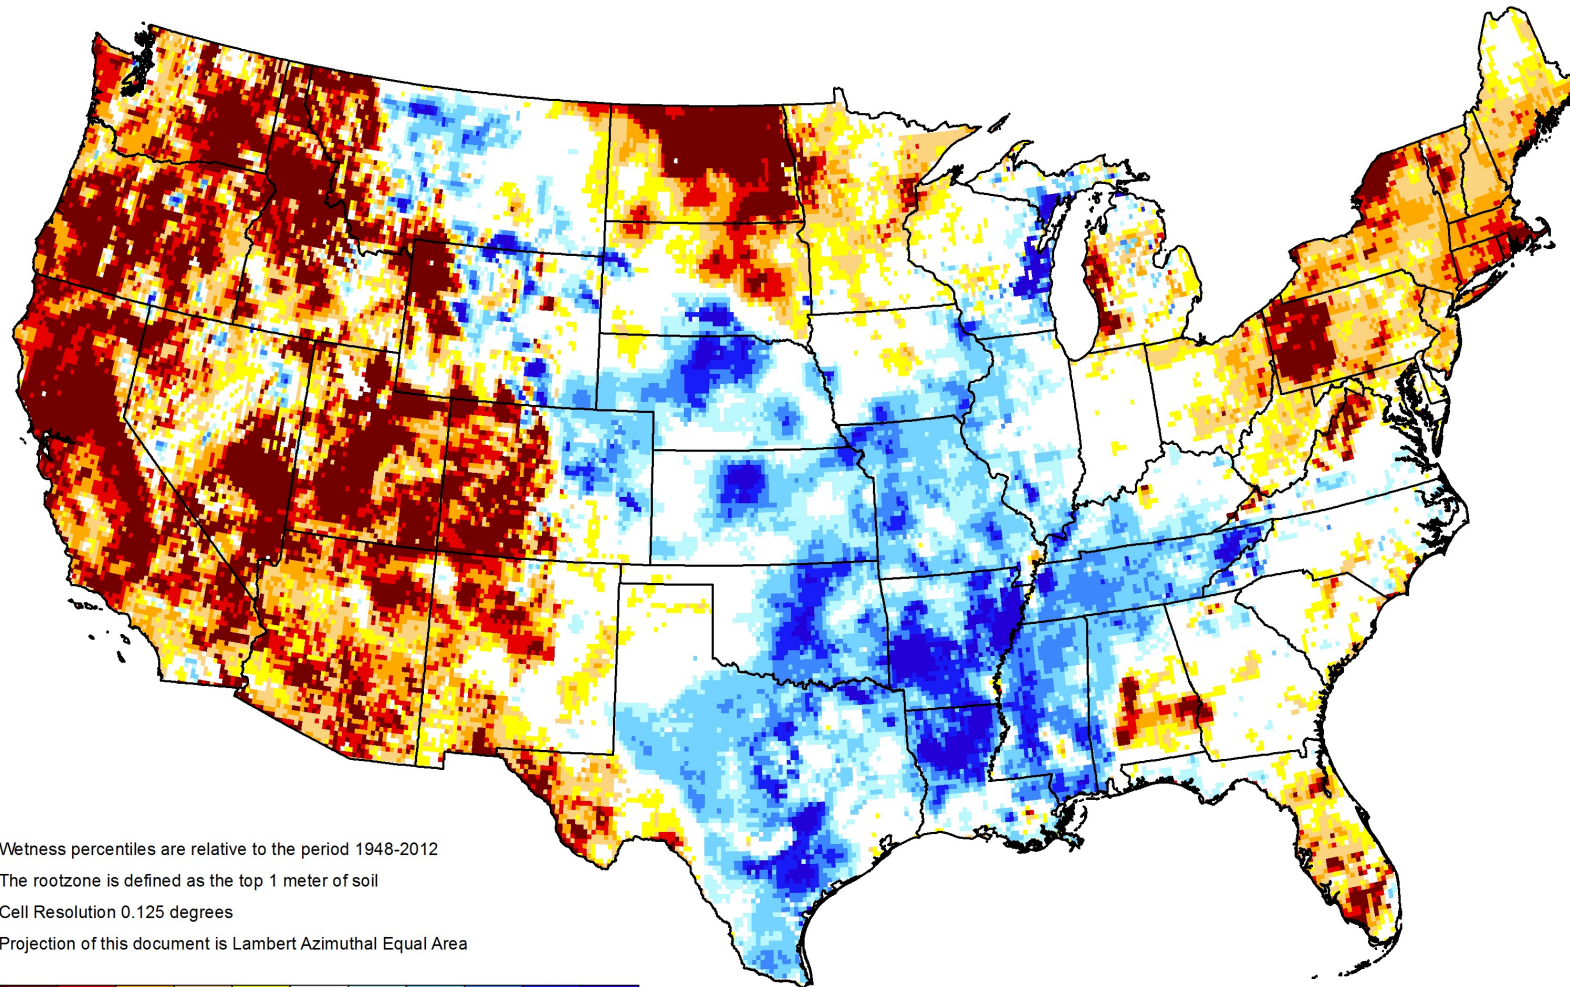 Wetness percentiles are relative to the period 1948-2012
The rootzone is defined as the top 1 meter of soil
Cell Resolution 0.125 degrees
Projection of this document is Lambert Azimuthal Equal Area